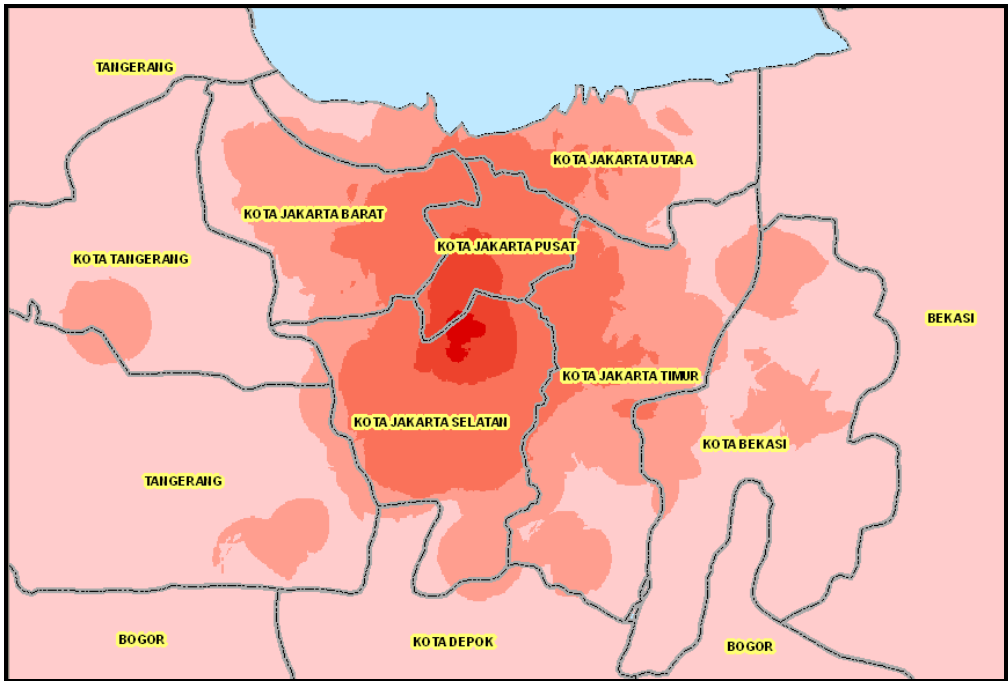 TANGERANG
KOTA JAKARTA UTARA
KOTA JAKARTA BARAT
KOTA JAKARTA PUSAT
KOTA TANGERANG
BEKASI
KOTA JAKARTA TIMUR
KOTA JAKARTA SELATAN
KOTA BEKASI
TANGERANG
BOGOR
KOTA DEPOK
BOGOR